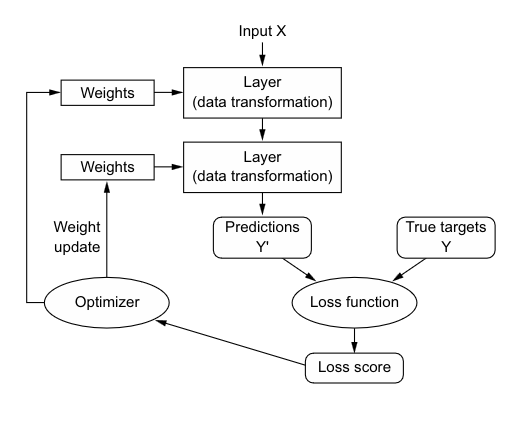 Input X
Layer
(data transformation)
Weights
Layer
(data transformation)
Weights
Weight
update
Predictions
Y'
True targets
Y
Optimizer
Loss function
Loss score